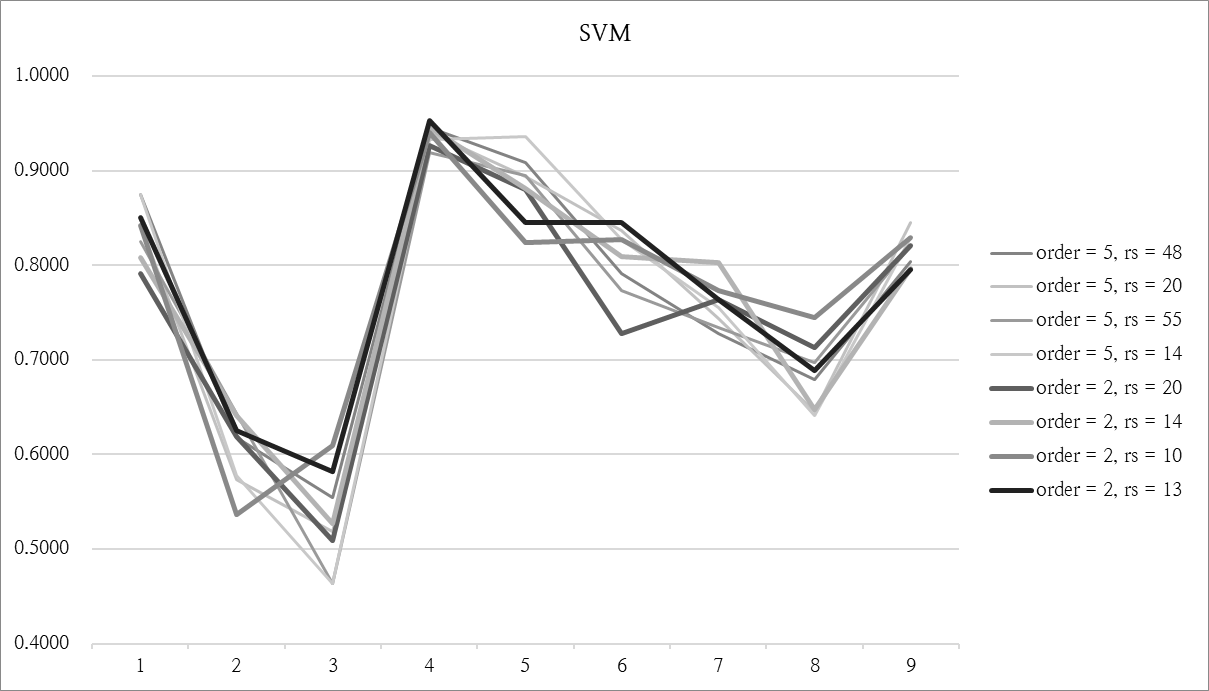 SVM
1.0000
0.9000
0.8000
0.7000
0.6000
0.5000
0.4000
1 2 3 4 5 6 7 8 9
order = 5, rs = 48
order = 5, rs = 20
order = 5, rs = 55
order = 5, rs = 14
order = 2, rs = 20
order = 2, rs = 14
order = 2, rs = 10
order = 2, rs = 13